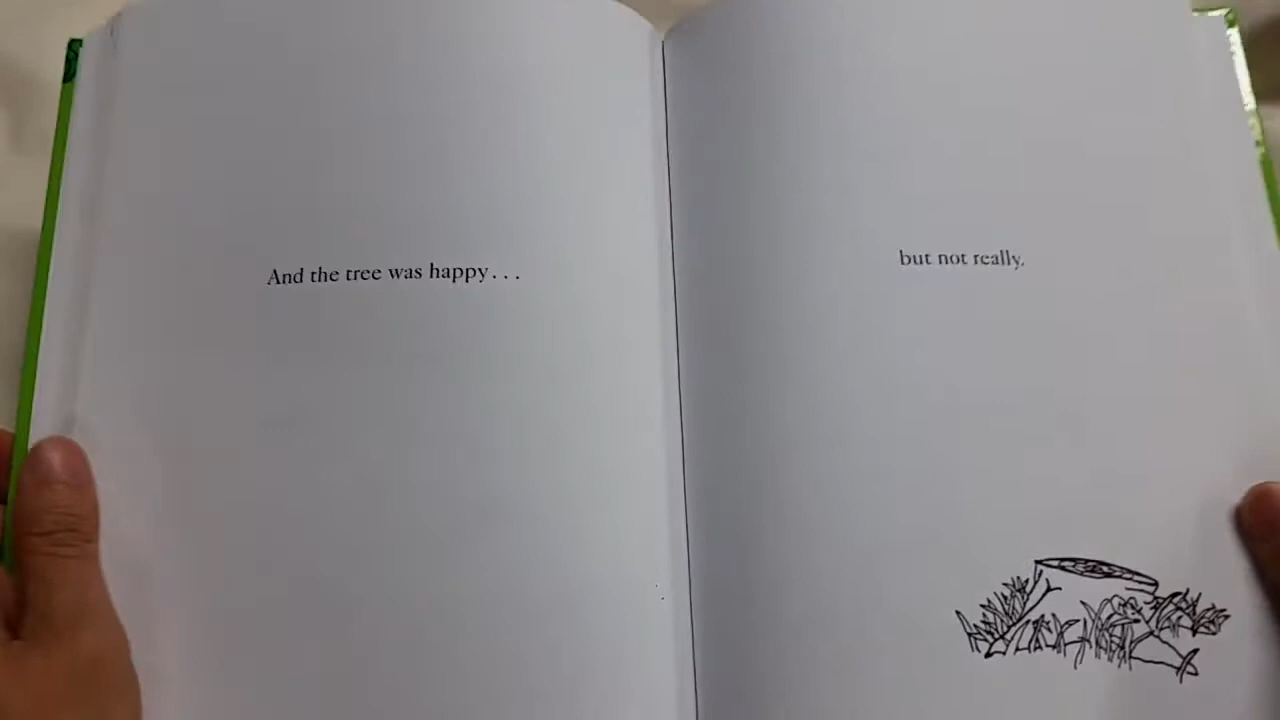 And the tree was happy . . .
but not really.